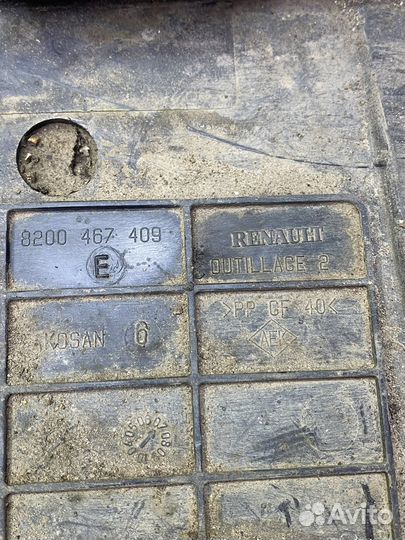 8200 467 409
E
RENAULT
OUTILLAGE 2
KOSAN 6
>PP GF 40<
Avito